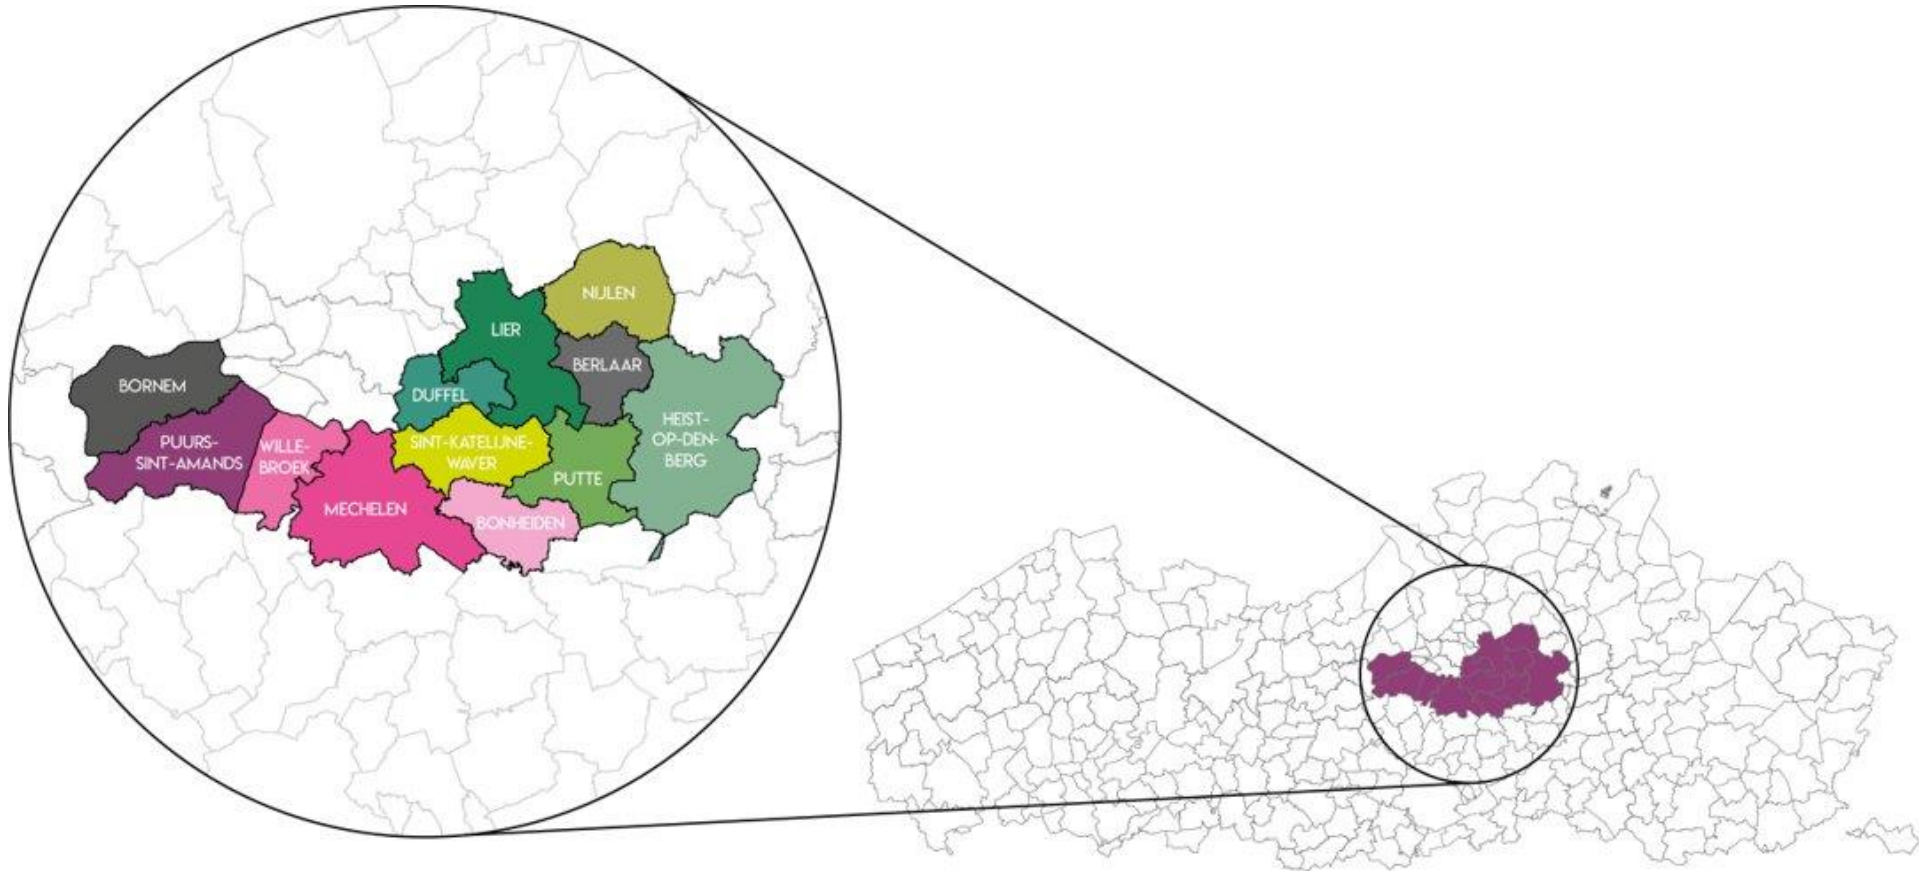 NIJLEN
LIER
BERLAAR
BORNEM
DUFFEL
HEIST-
OP-DEN-
BERG
PUURS-
SINT-AMANDS
WILLE-
BROEK
SINT-KATELIJNE-
WAVER
PUTTE
MECHELEN
BONHEIDEN